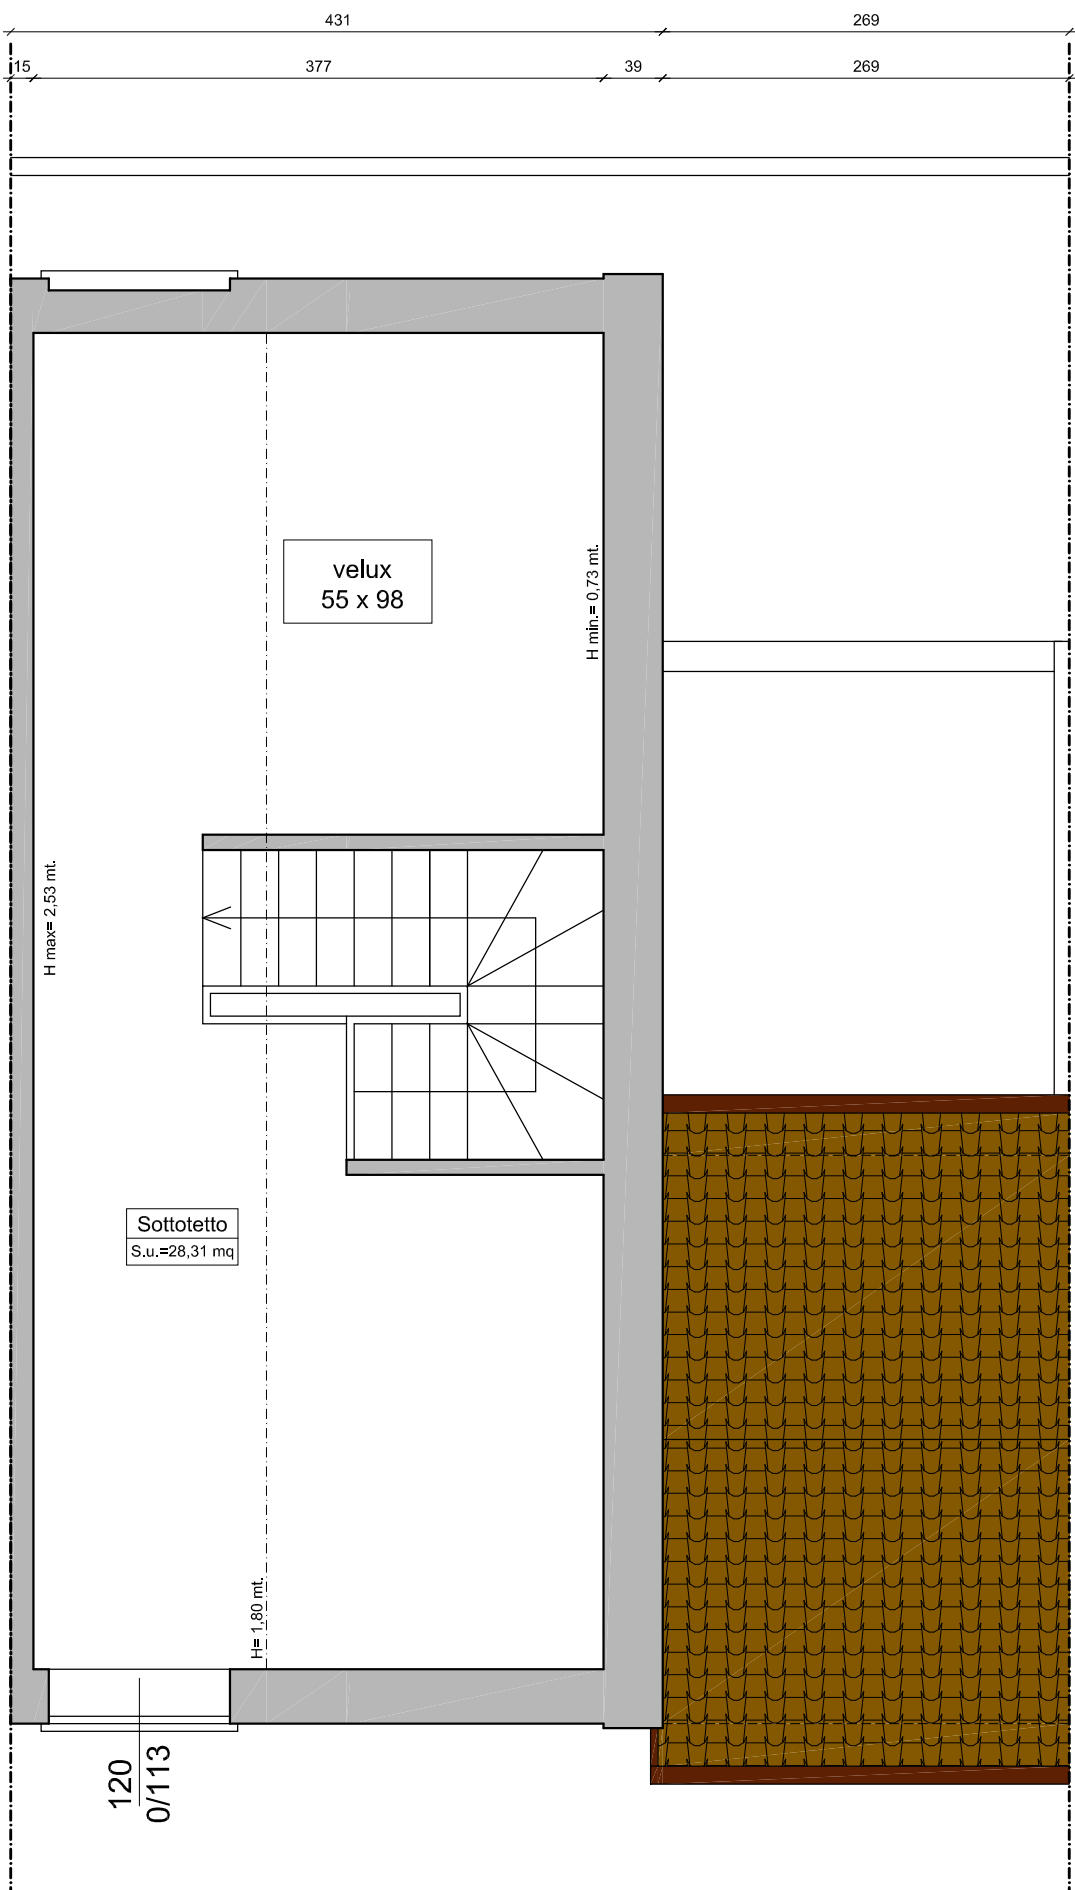 431
269
15
377
39
269
velux
55 x 98
H min.= 0,73 mt.
H max= 2,53 mt.
Sottotetto
S.u.=28,31 mq
H= 1,80 mt.
120
0/113